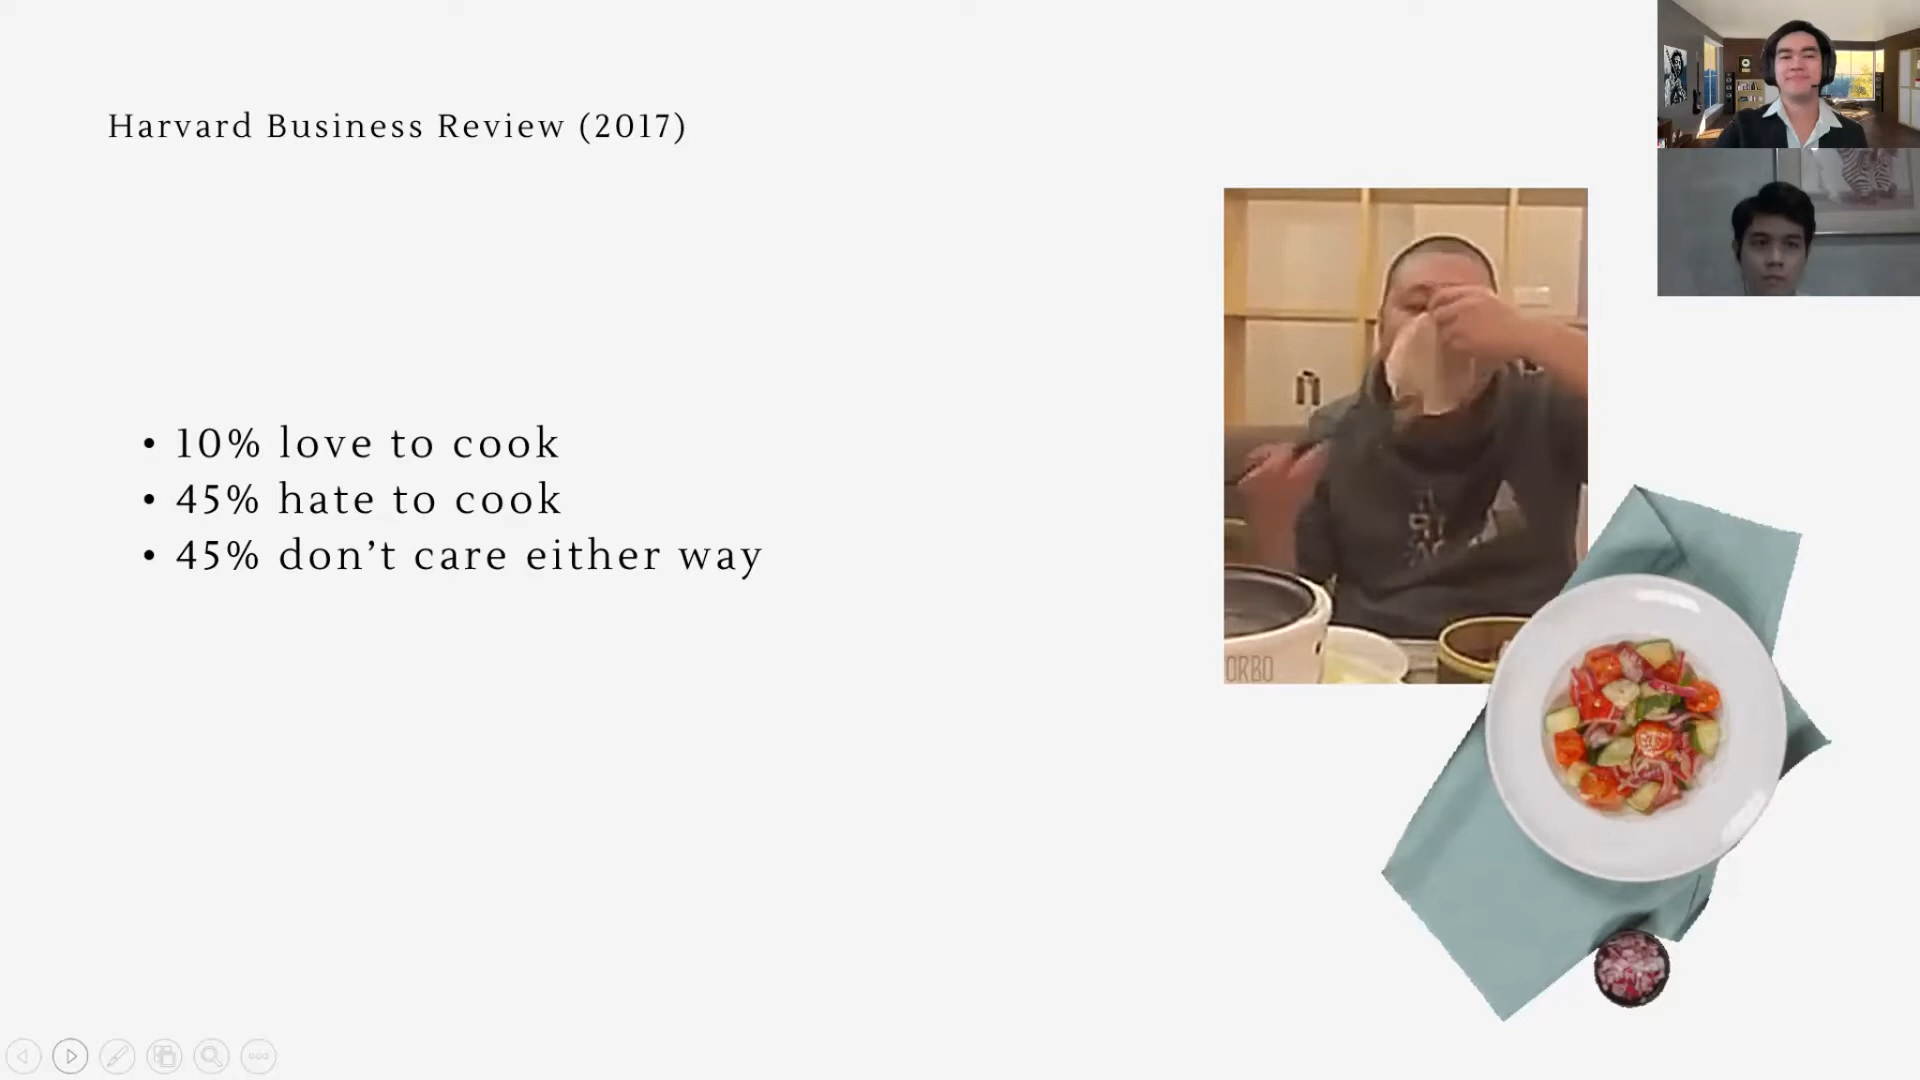 Harvard Business Review (2017)
• 10% love to cook
• 45% hate to cook
• 45% don’t care either way
ORBO